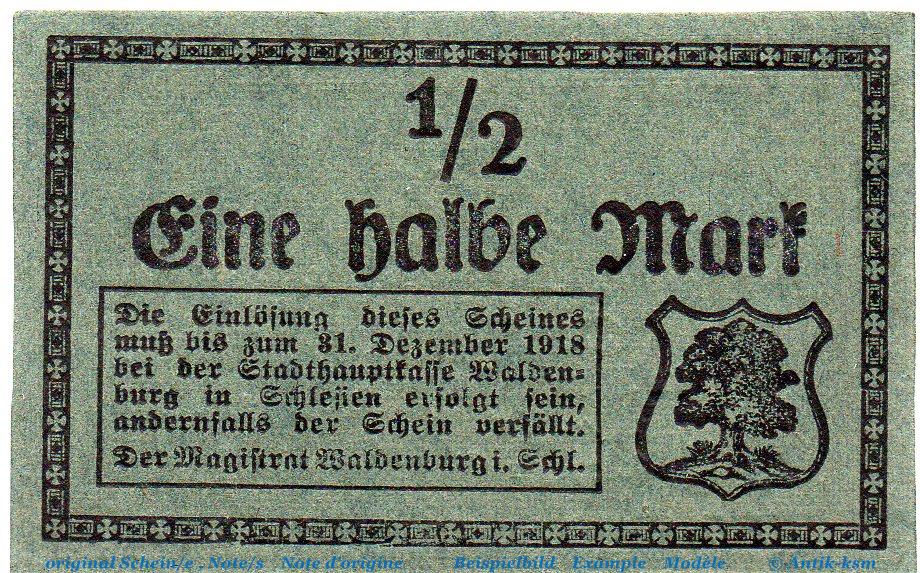 1/2
Eine halbe Mark
Die Einlösung dieses Scheines
muß bis zum 31. Dezember 1918
bei der Stadthauptkasse Walden=
burg in Schlesien erfolgt sein,
andernfalls der Schein verfällt.
Der Magistrat Waldenburg i. Schl.
original Schein/e , Note/s Note d'origine Beispielbild Example Modèle © Antik-ksm